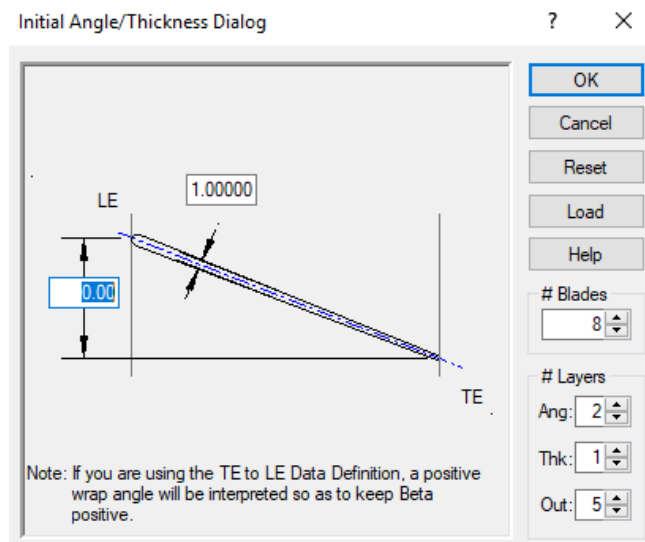 Initial Angle/Thickness Dialog
? ×
OK
Cancel
Reset
Load
Help
1.00000
LE
0.00
TE
# Blades
8
# Layers
Ang: 2
Thk: 1
Out: 5
Note: If you are using the TE to LE Data Definition, a positive
wrap angle will be interpreted so as to keep Beta
positive.